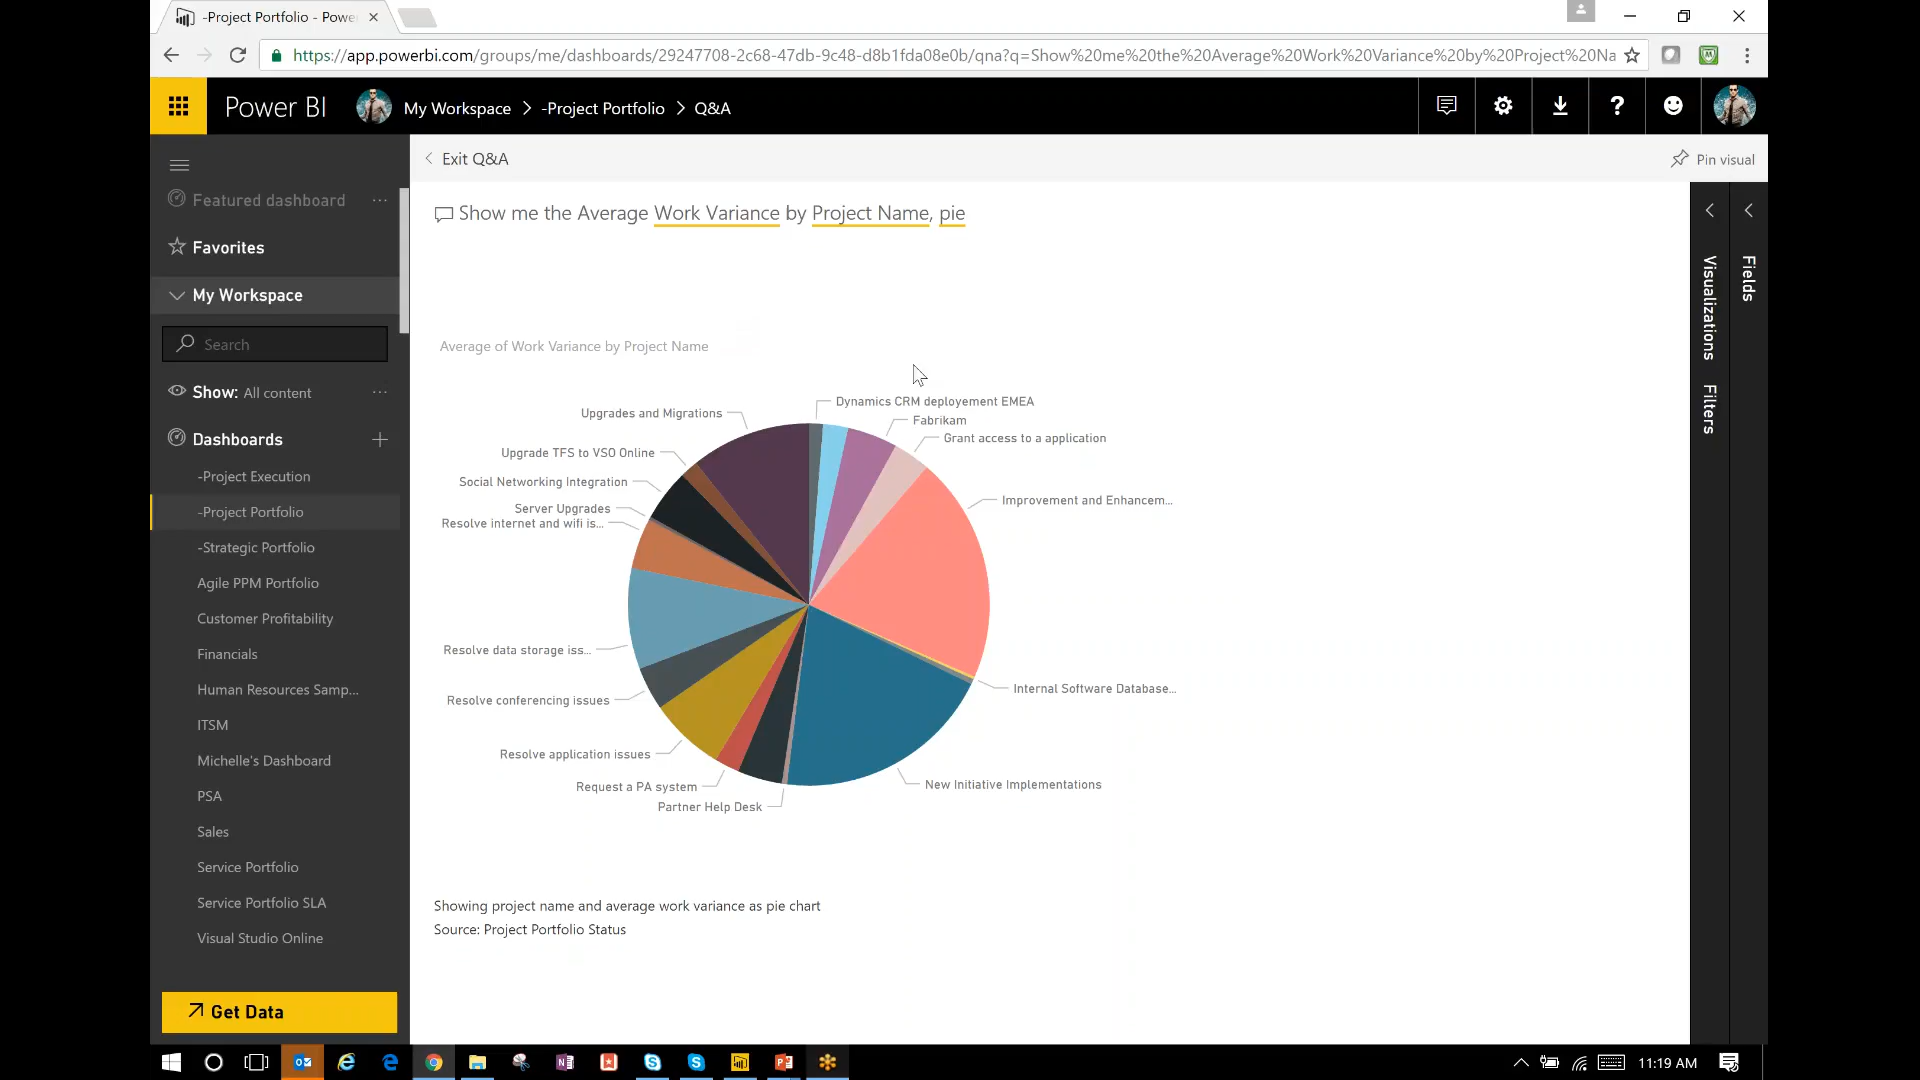 -Project Portfolio - Powe
https://app.powerbi.com/groups/me/dashboards/29247708-2c68-47db-9c48-d8b1fda08e0b/qna?q=Show%20me%20the%20Average%20Work%20Variance%20by%20Project%20Na
Power BI
My Workspace > -Project Portfolio > Q&A
Exit Q&A
Pin visual
Featured dashboard
Favorites
My Workspace
Search
Show: All content
Dashboards
-Project Execution
-Project Portfolio
-Strategic Portfolio
Agile PPM Portfolio
Customer Profitability
Financials
Human Resources Samp...
ITSM
Michelle's Dashboard
PSA
Sales
Service Portfolio
Service Portfolio SLA
Visual Studio Online
Get Data
Show me the Average Work Variance by Project Name, pie
Average of Work Variance by Project Name
Dynamics CRM deployement EMEA
Fabrikam
Grant access to a application
Improvement and Enhancem...
Internal Software Database...
New Initiative Implementations
Partner Help Desk
Request a PA system
Resolve application issues
Resolve conferencing issues
Resolve data storage iss...
Resolve internet and wifi is...
Server Upgrades
Social Networking Integration
Upgrade TFS to VSO Online
Upgrades and Migrations
Showing project name and average work variance as pie chart
Source: Project Portfolio Status
Visualizations
Filters
Fields
11:19 AM